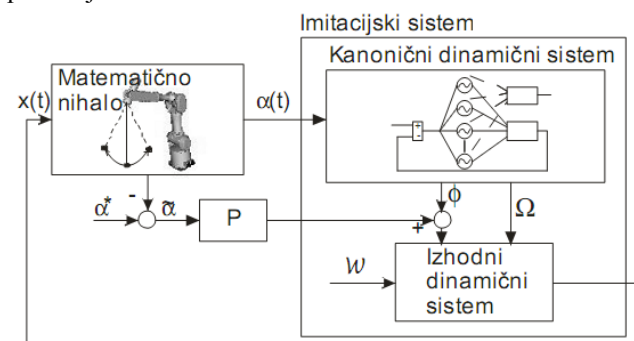 Imitacijski sistem
Kanonični dinamični sistem
Matematično
nihalo
x(t)
α(t)
+
-
ϕ
Ω
-
α*
α̃
P
+
W
Izhodni
dinamični
sistem